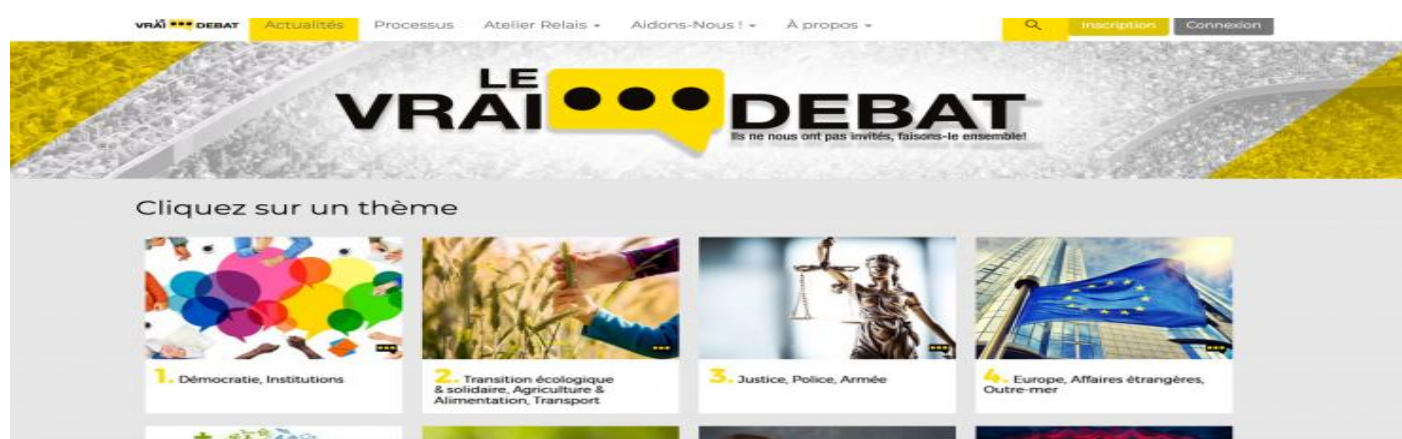 LE
VRAI DEBAT Actualités Processus Atelier Relais Aidons-Nous ! À propos Inscription Connexion
LE
VRAI DEBAT
Ils ne nous ont pas invités, faisons-le ensemble!
Cliquez sur un thème
1. Démocratie, Institutions
2. Transition écologique
& solidaire, Agriculture &
Alimentation, Transport
3. Justice, Police, Armée
4. Europe, Affaires étrangères,
Outre-mer